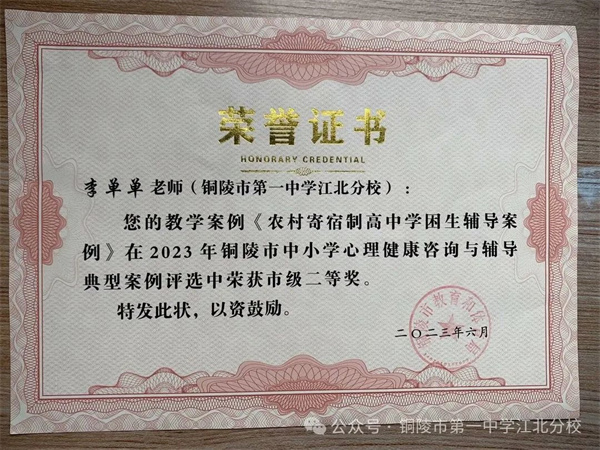 荣誉证书
HONORARY CREDENTIAL
李单单老师（铜陵市第一中学江北分校）：
您的教学案例《农村寄宿制高中学困生辅导案
例》在2023年铜陵市中小学心理健康咨询与辅导
典型案例评选中荣获市级二等奖。
特发此状，以资鼓励。
二〇二三年六月
公众号·铜陵市第一中学江北分校